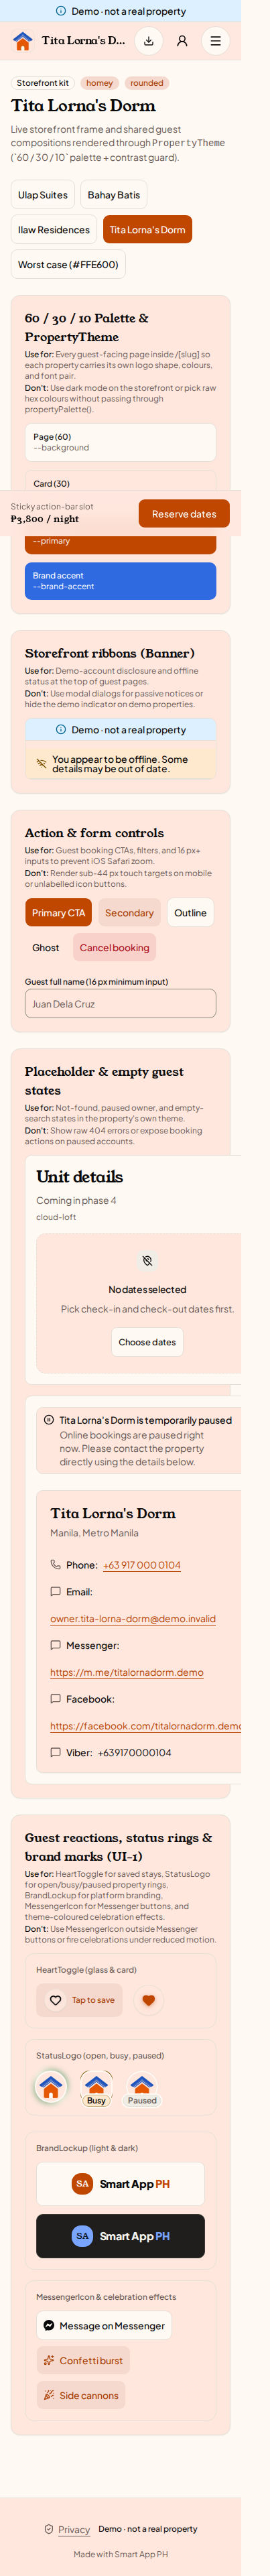 Demo · not a real property
Tita Lorna's D...
Storefront kit
homey
rounded
Tita Lorna's Dorm
Live storefront frame and shared guest
compositions rendered through PropertyTheme
(`60 / 30 / 10` palette + contrast guard).
Ulap Suites
Bahay Batis
Ilaw Residences
Tita Lorna's Dorm
Worst case (#FFE600)
60 / 30 / 10 Palette &
PropertyTheme
Use for: Every guest-facing page inside /[slug] so
each property carries its own logo shape, colours,
and font pair.
Don't: Use dark mode on the storefront or pick raw
hex colours without passing through
propertyPalette().
Page (60)
--background
Card (30)
Sticky action-bar slot
₱3,800 / night
Reserve dates
--primary
Brand accent
--brand-accent
Storefront ribbons (Banner)
Use for: Demo-account disclosure and offline
status at the top of guest pages.
Don't: Use modal dialogs for passive notices or
hide the demo indicator on demo properties.
Demo · not a real property
You appear to be offline. Some
details may be out of date.
Action & form controls
Use for: Guest booking CTAs, filters, and 16 px+
inputs to prevent iOS Safari zoom.
Don't: Render sub-44 px touch targets on mobile
or unlabelled icon buttons.
Primary CTA
Secondary
Outline
Ghost
Cancel booking
Guest full name (16 px minimum input)
Juan Dela Cruz
Placeholder & empty guest
states
Use for: Not-found, paused owner, and empty-
search states in the property's own theme.
Don't: Show raw 404 errors or expose booking
actions on paused accounts.
Unit details
Coming in phase 4
cloud-loft
No dates selected
Pick check-in and check-out dates first.
Choose dates
Tita Lorna's Dorm is temporarily paused
Online bookings are paused right
now. Please contact the property
directly using the details below.
Tita Lorna's Dorm
Manila, Metro Manila
Phone: +63 917 000 0104
Email:
owner.tita-lorna-dorm@demo.invalid
Messenger:
https://m.me/titalornadorm.demo
Facebook:
https://facebook.com/titalornadorm.demo
Viber: +639170000104
Guest reactions, status rings &
brand marks (UI-1)
Use for: HeartToggle for saved stays, StatusLogo
for open/busy/paused property rings,
BrandLockup for platform branding,
MessengerIcon for Messenger buttons, and
theme-coloured celebration effects.
Don't: Use MessengerIcon outside Messenger
buttons or fire celebrations under reduced motion.
HeartToggle (glass & card)
Tap to save
StatusLogo (open, busy, paused)
Busy
Paused
BrandLockup (light & dark)
SA Smart App PH
SA Smart App PH
MessengerIcon & celebration effects
Message on Messenger
Confetti burst
Side cannons
Privacy
Demo · not a real property
Made with Smart App PH